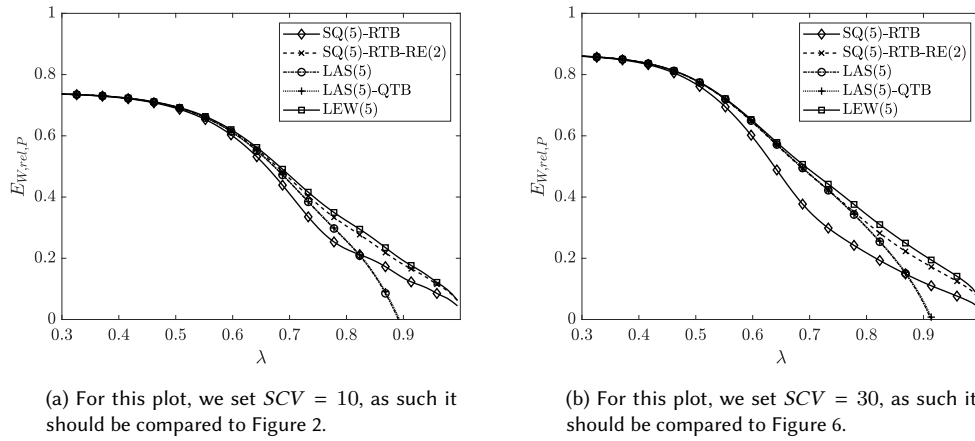 1
0.8
0.6
0.4
0.2
0
E_{W,rel,P}
0.3 0.4 0.5 0.6 0.7 0.8 0.9
λ
SQ(5)-RTB
SQ(5)-RTB-RE(2)
LAS(5)
LAS(5)-QTB
LEW(5)
(a) For this plot, we set SCV = 10, as such it
should be compared to Figure 2.
1
0.8
0.6
0.4
0.2
0
E_{W,rel,P}
0.3 0.4 0.5 0.6 0.7 0.8 0.9
λ
SQ(5)-RTB
SQ(5)-RTB-RE(2)
LAS(5)
LAS(5)-QTB
LEW(5)
(b) For this plot, we set SCV = 30, as such it
should be compared to Figure 6.